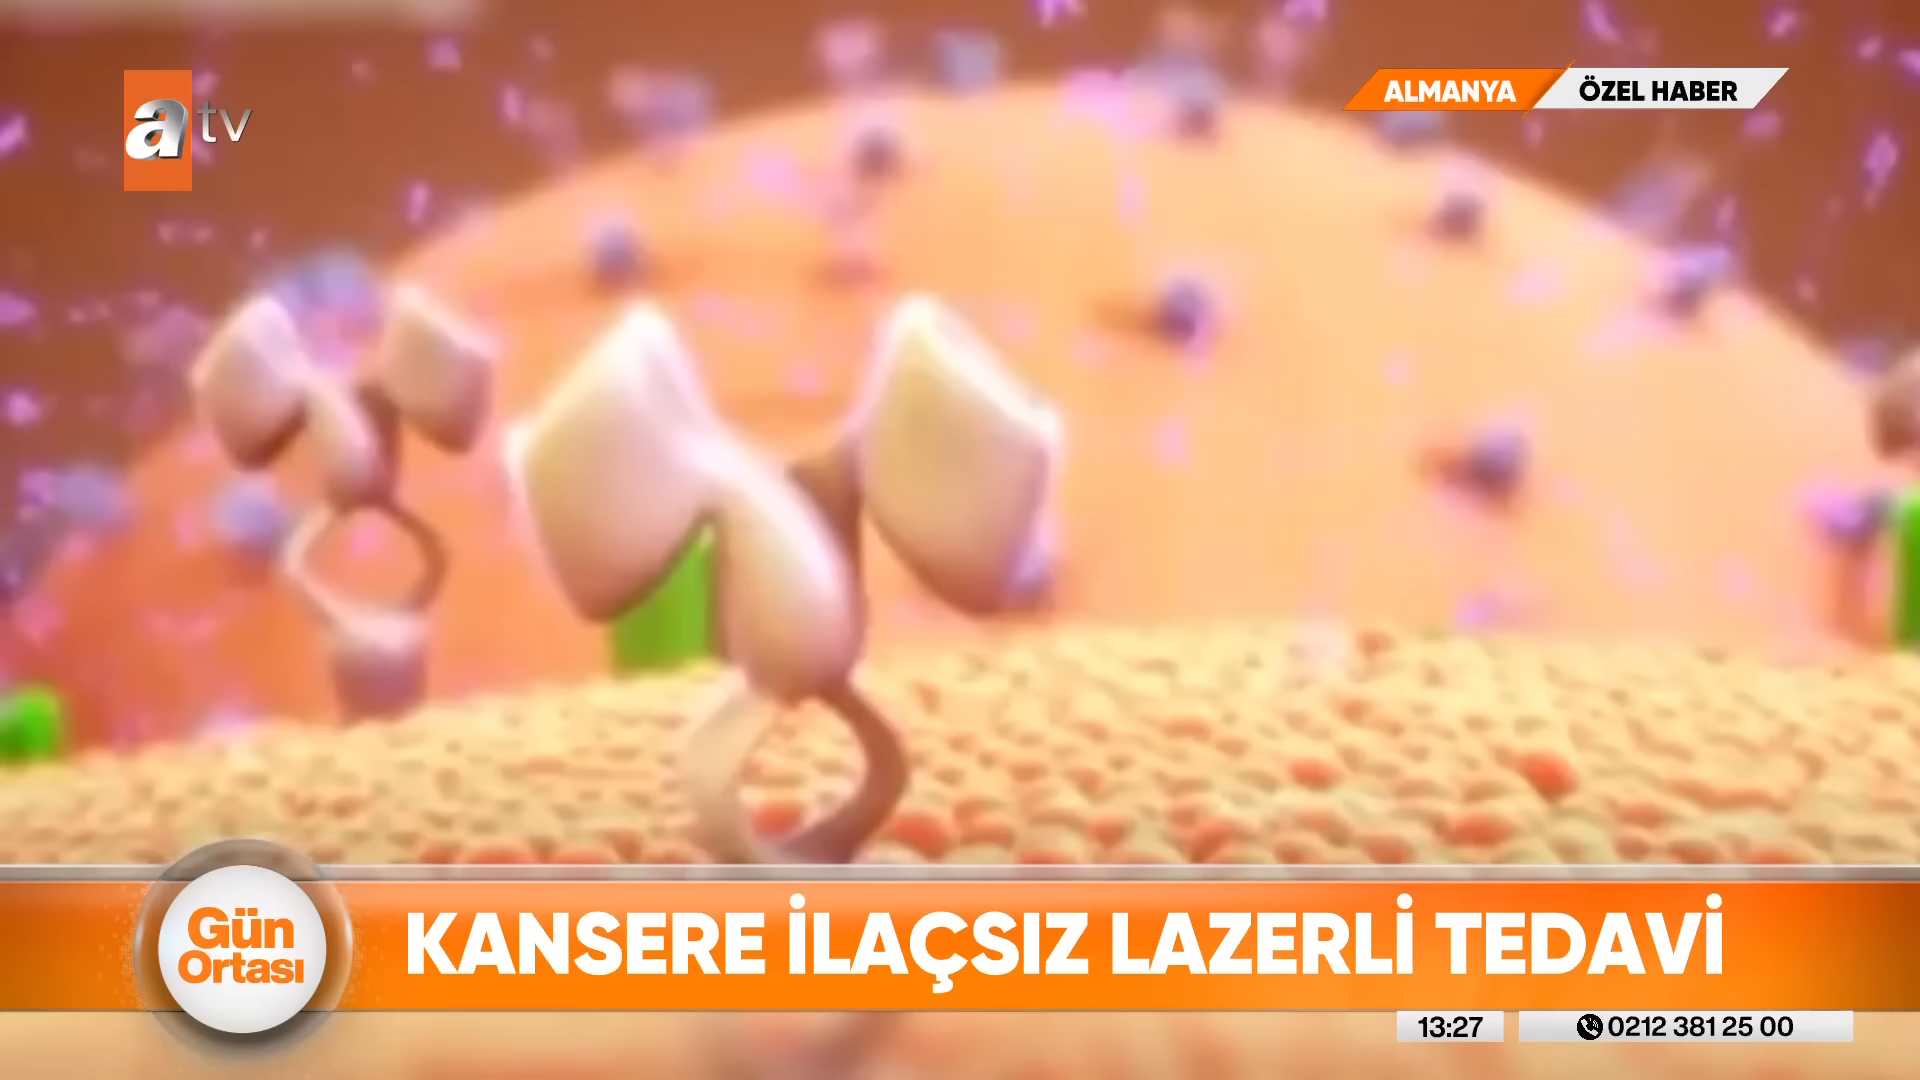 atv
ALMANYA
ÖZEL HABER
Gün
Ortası
KANSERE İLAÇSIZ LAZERLİ TEDAVİ
13:27
0212 381 25 00